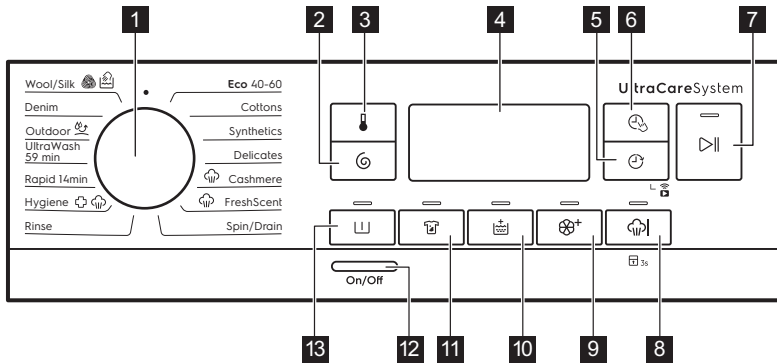 1
2
3
4
5
6
7
Wool/Silk
Denim
Outdoor
UltraWash
59 min
Rapid 14min
Hygiene
Rinse
Eco 40-60
Cottons
Synthetics
Delicates
Cashmere
FreshScent
Spin/Drain
UltraCareSystem
3s
On/Off
13
12
11
10
9
8